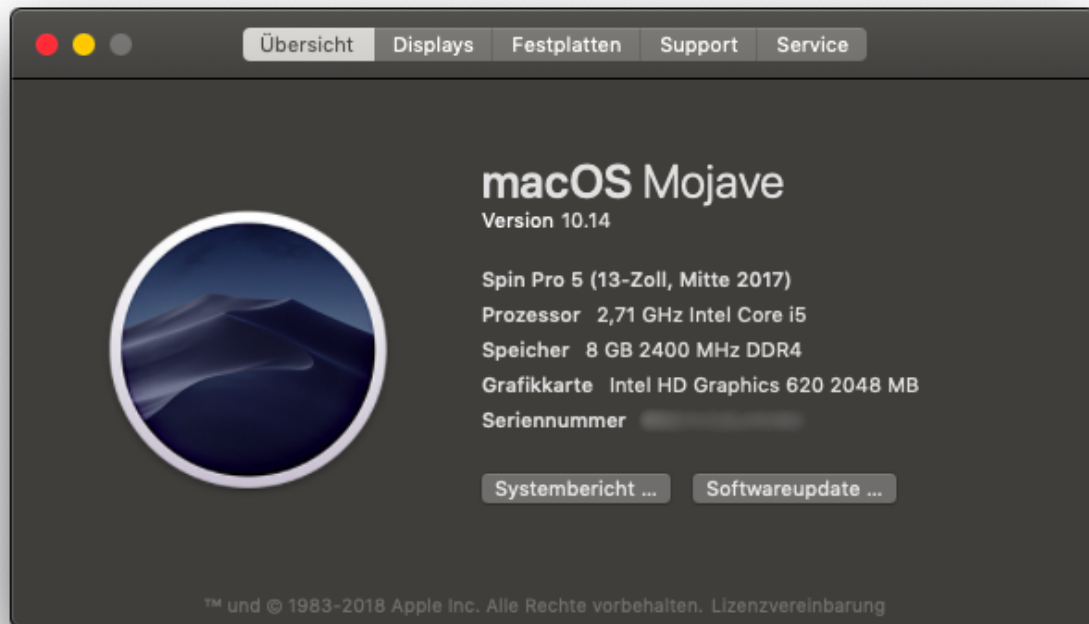 Übersicht Displays Festplatten Support Service
macOS Mojave
Version 10.14
Spin Pro 5 (13-Zoll, Mitte 2017)
Prozessor 2,71 GHz Intel Core i5
Speicher 8 GB 2400 MHz DDR4
Grafikkarte Intel HD Graphics 620 2048 MB
Seriennummer
Systembericht ... Softwareupdate ...
™ und © 1983-2018 Apple Inc. Alle Rechte vorbehalten. Lizenzvereinbarung